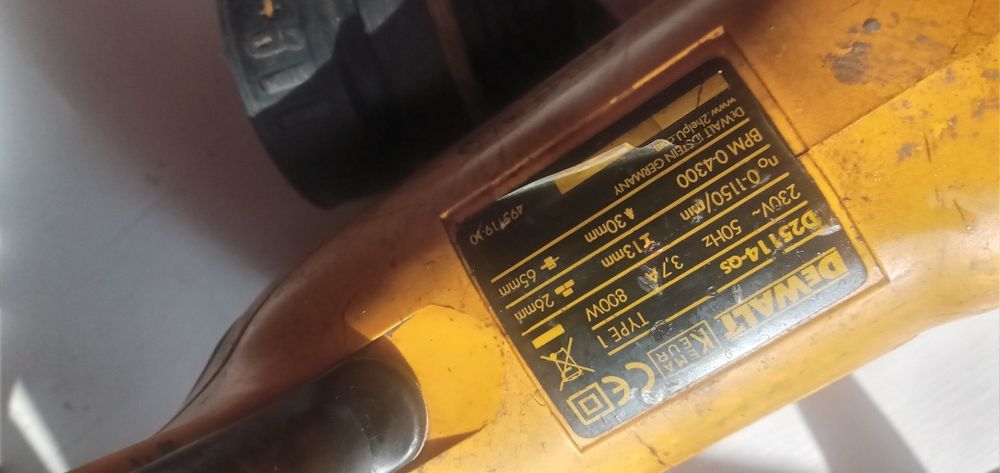 DEWALT KEMA KEUR CE
D25114-QS TYPE 1
230V~ 50Hz 3,7A 800W
n₀ 0-1150/min 13mm 26mm
BPM 0-4300 30mm 65mm
DEWALT IDSTEIN GERMANY
www.2helpU.com